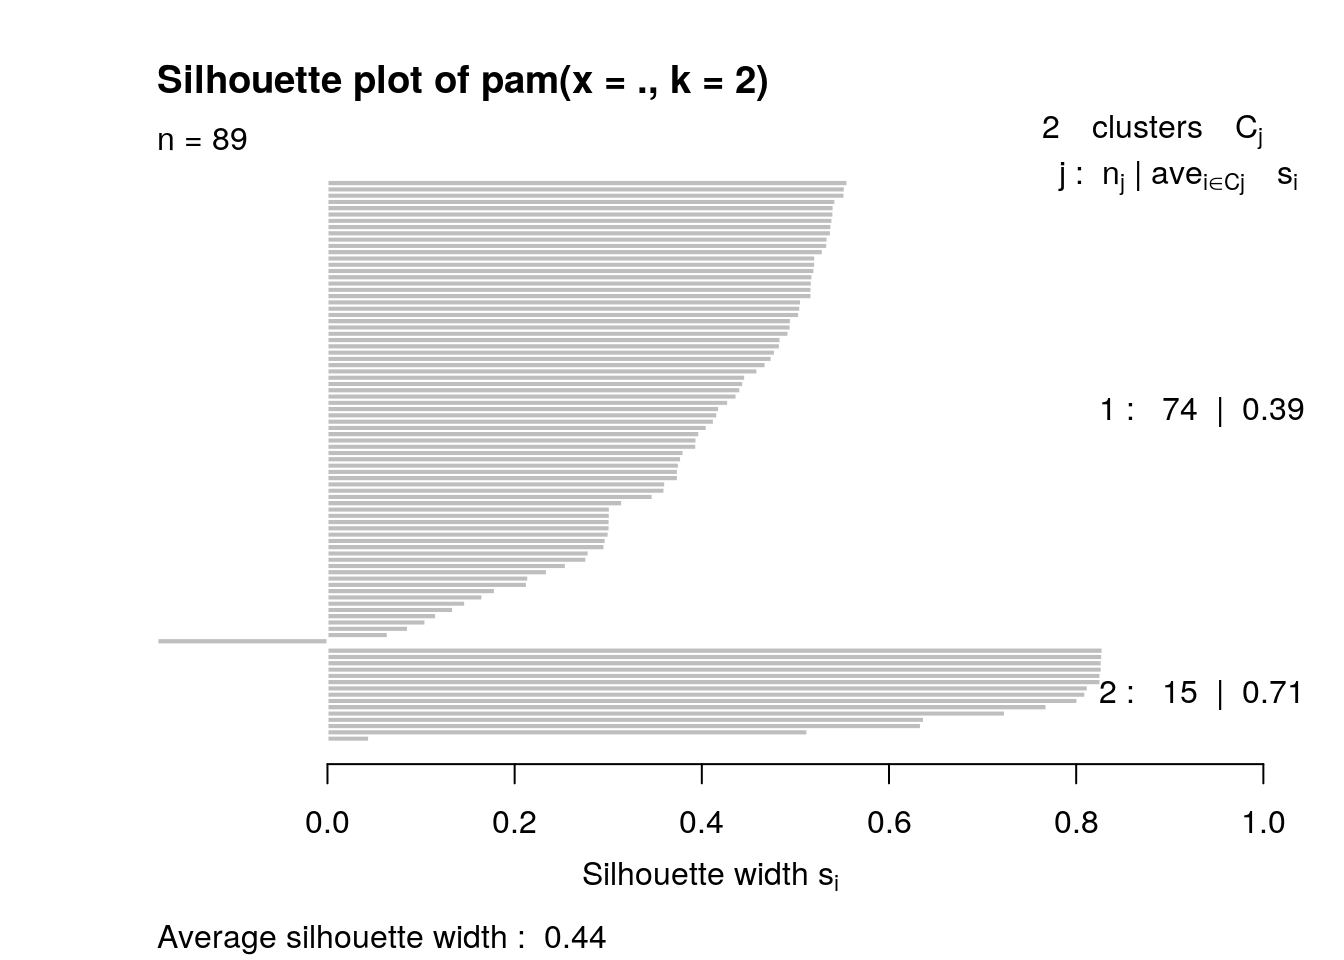 Silhouette plot of pam(x = ., k = 2)
n = 89
2 clusters Cj
j : nj | avei∈Cj si
1 : 74 | 0.39
2 : 15 | 0.71
0.0 0.2 0.4 0.6 0.8 1.0
Silhouette width si
Average silhouette width : 0.44